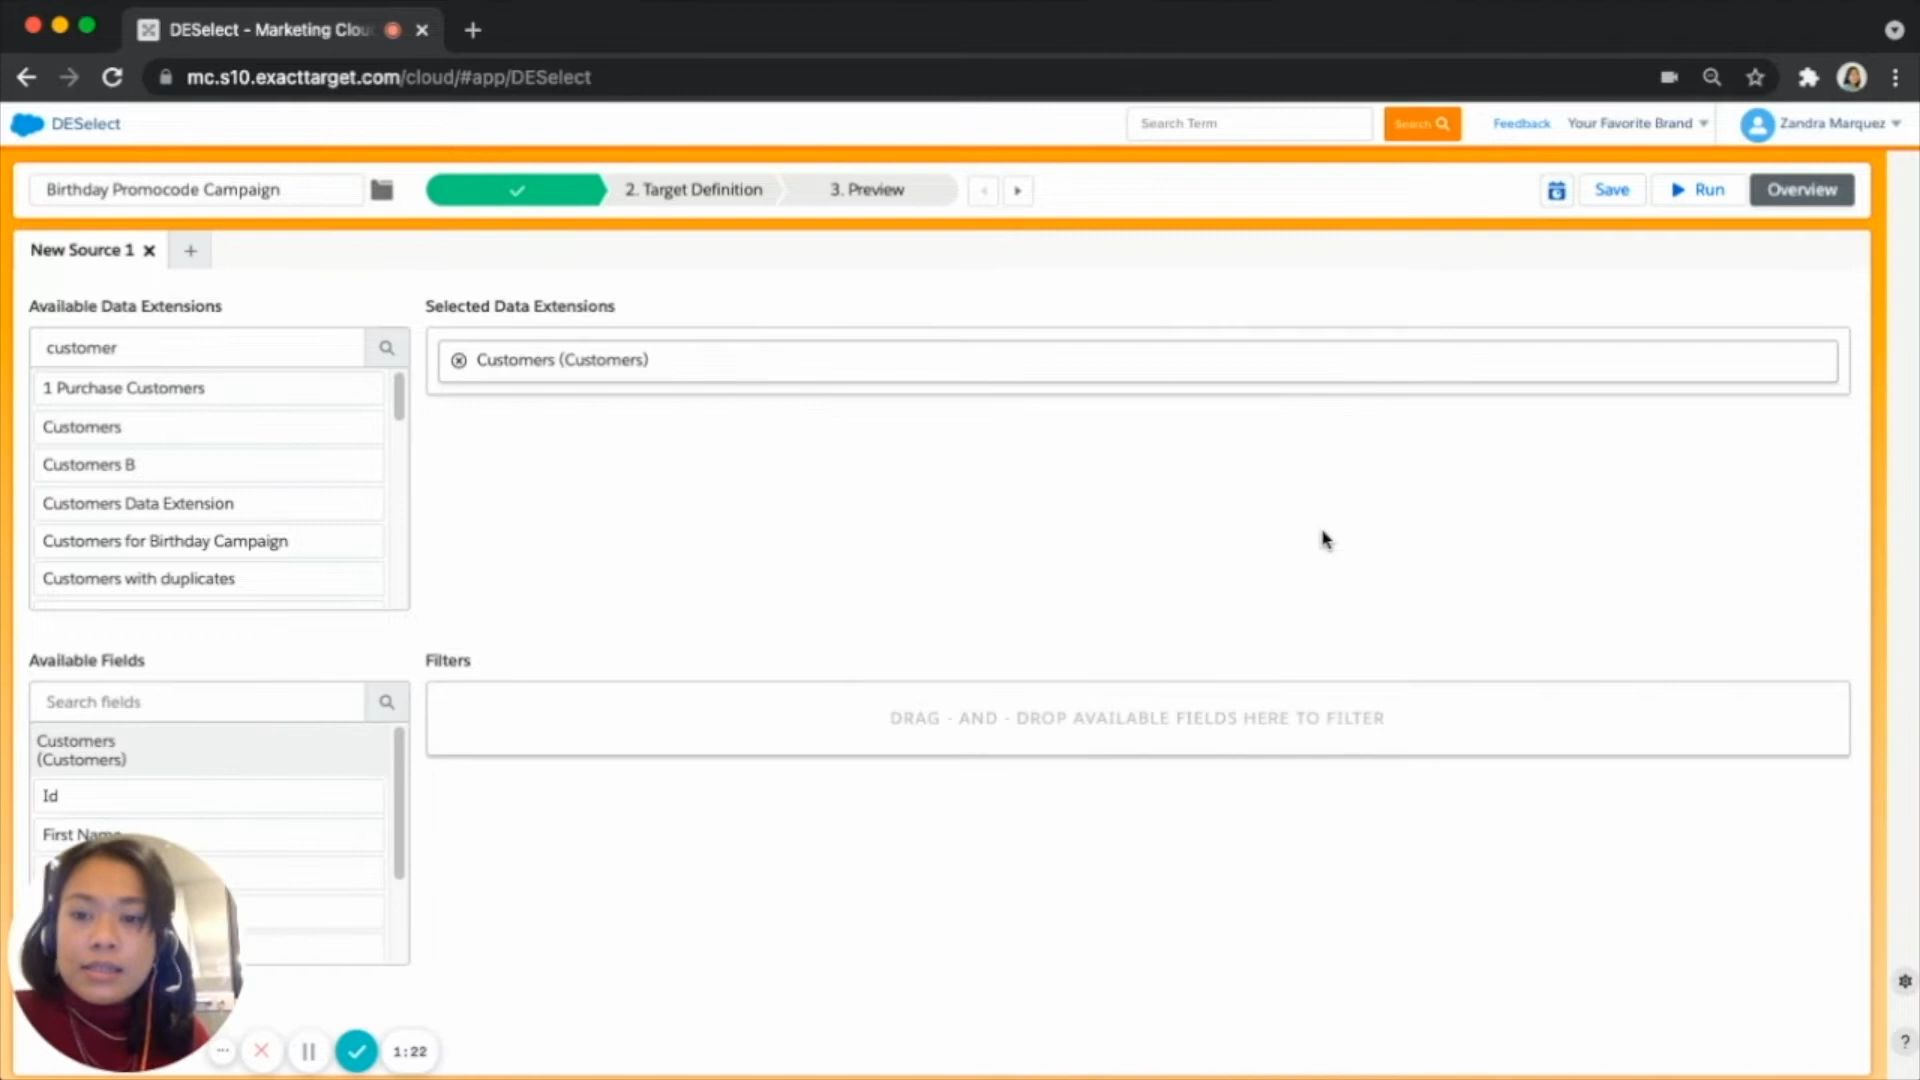 DESelect - Marketing Clou
mc.s10.exacttarget.com/cloud/#app/DESelect
DESelect
Search Term
Search
Feedback
Your Favorite Brand
Zandra Marquez
Birthday Promocode Campaign
2. Target Definition
3. Preview
Save
Run
Overview
New Source 1
Available Data Extensions
Selected Data Extensions
customer
Customers (Customers)
1 Purchase Customers
Customers
Customers B
Customers Data Extension
Customers for Birthday Campaign
Customers with duplicates
Available Fields
Filters
Search fields
DRAG - AND - DROP AVAILABLE FIELDS HERE TO FILTER
Customers
(Customers)
Id
First Name
1:22